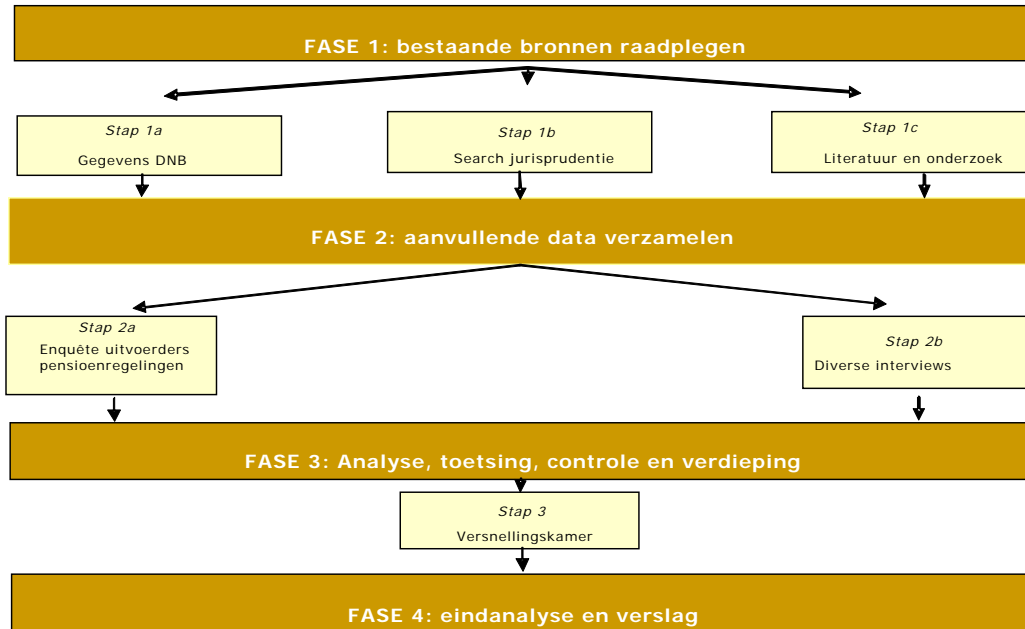 FASE 1: bestaande bronnen raadplegen
Stap 1a
Gegevens DNB
Stap 1b
Search jurisprudentie
Stap 1c
Literatuur en onderzoek
FASE 2: aanvullende data verzamelen
Stap 2a
Enquête uitvoerders
pensioenregelingen
Stap 2b
Diverse interviews
FASE 3: Analyse, toetsing, controle en verdieping
Stap 3
Versnellingskamer
FASE 4: eindanalyse en verslag